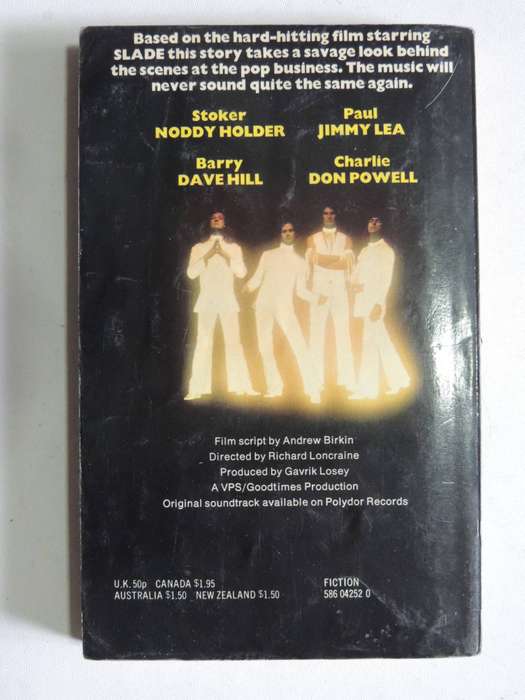 Based on the hard-hitting film starring
SLADE this story takes a savage look behind
the scenes at the pop business. The music will
never sound quite the same again.
Stoker Paul
NODDY HOLDER JIMMY LEA
Barry Charlie
DAVE HILL DON POWELL
Film script by Andrew Birkin
Directed by Richard Loncraine
Produced by Gavrik Losey
A VPS/Goodtimes Production
Original soundtrack available on Polydor Records
U.K. 50p CANADA $1.95 FICTION
AUSTRALIA $1.50 NEW ZEALAND $1.50 586 04252 0